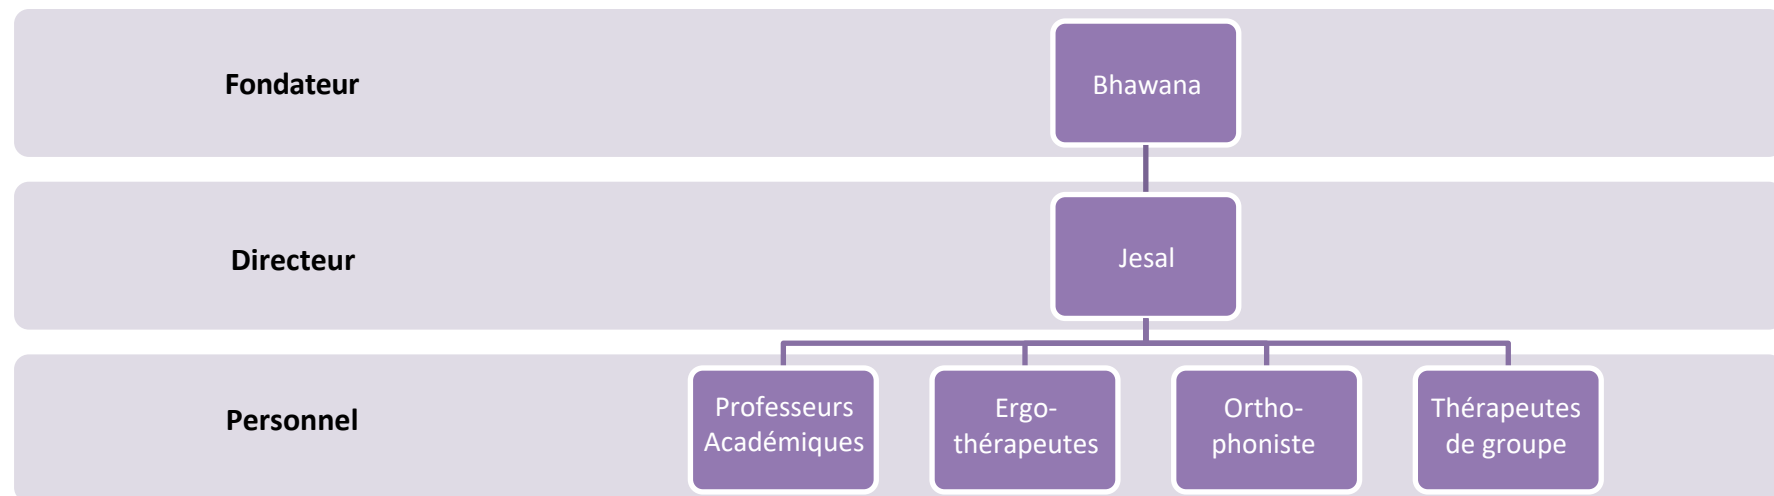 Fondateur
Bhawana
Directeur
Jesal
Personnel
Professeurs
Académiques
Ergo-
thérapeutes
Ortho-
phoniste
Thérapeutes
de groupe